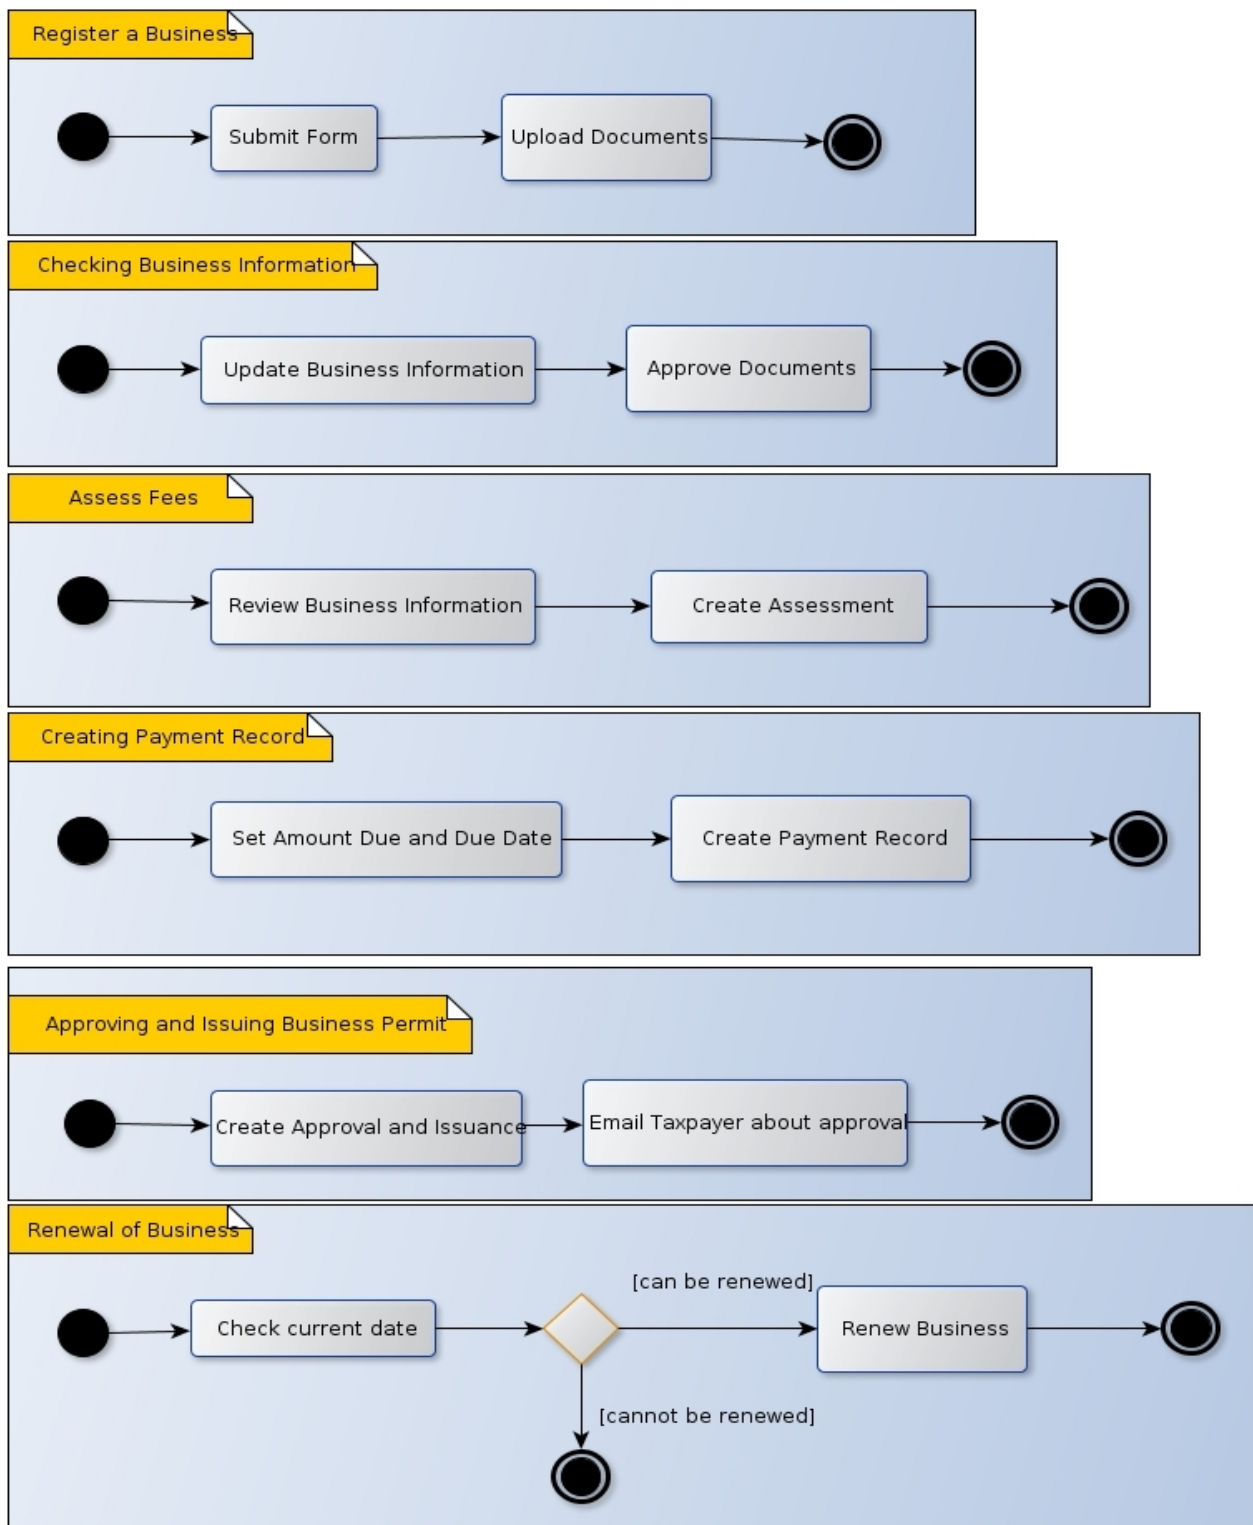 Register a Business
Submit Form
Upload Documents
Checking Business Information
Update Business Information
Approve Documents
Assess Fees
Review Business Information
Create Assessment
Creating Payment Record
Set Amount Due and Due Date
Create Payment Record
Approving and Issuing Business Permit
Create Approval and Issuance
Email Taxpayer about approval
Renewal of Business
[can be renewed]
Check current date
Renew Business
[cannot be renewed]